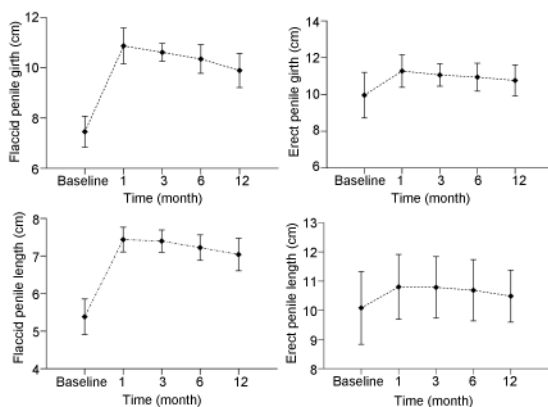 Flaccid penile girth (cm)
12
10
8
6
Baseline 1 3 6 12
Time (month)
Erect penile girth (cm)
14
12
10
8
6
Baseline 1 3 6 12
Time (month)
Flaccid penile length (cm)
8
7
6
5
4
Baseline 1 3 6 12
Time (month)
Erect penile length (cm)
13
12
11
10
9
8
Baseline 1 3 6 12
Time (month)